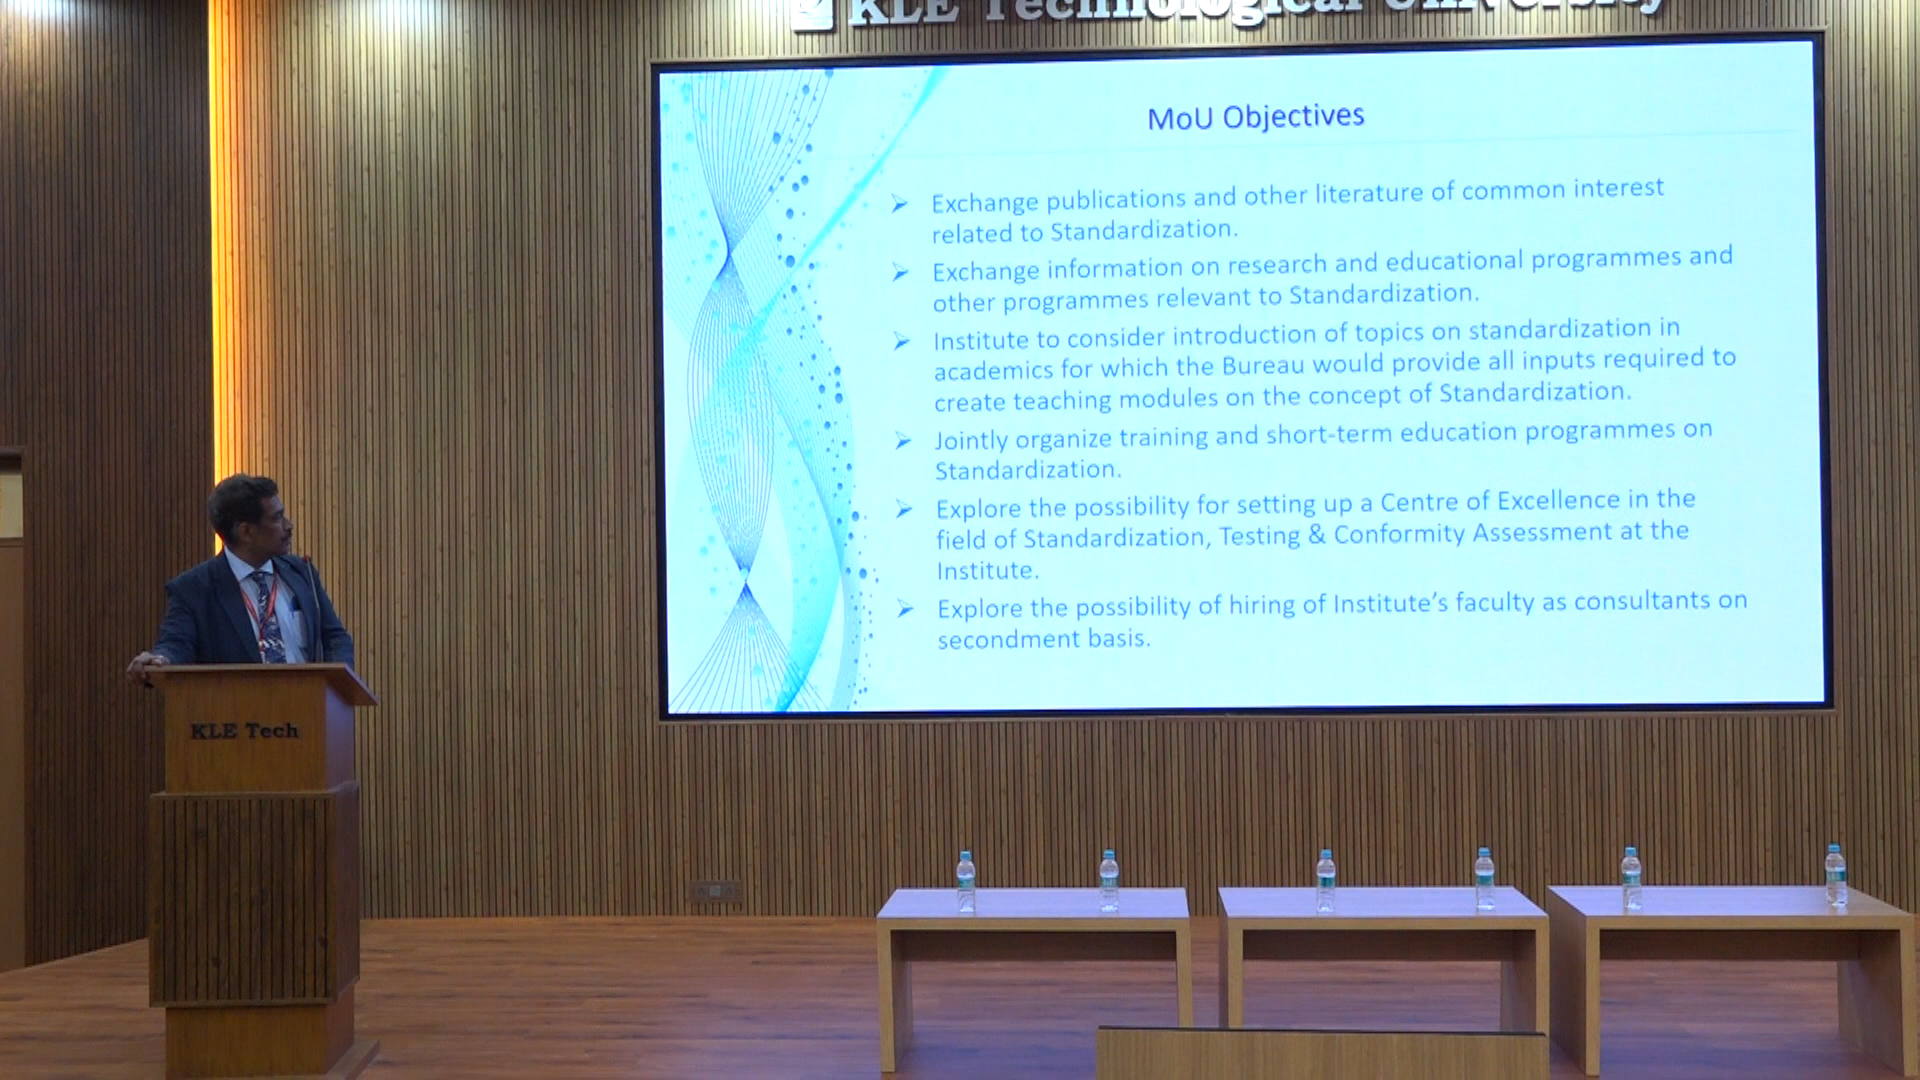 KLE Technological University
MoU Objectives
Exchange publications and other literature of common interest
related to Standardization.
Exchange information on research and educational programmes and
other programmes relevant to Standardization.
Institute to consider introduction of topics on standardization in
academics for which the Bureau would provide all inputs required to
create teaching modules on the concept of Standardization.
Jointly organize training and short-term education programmes on
Standardization.
Explore the possibility for setting up a Centre of Excellence in the
field of Standardization, Testing & Conformity Assessment at the
Institute.
Explore the possibility of hiring of Institute’s faculty as consultants on
secondment basis.
KLE Tech